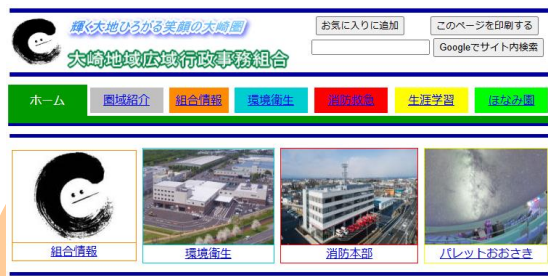 輝く大地ひろがる笑顔の大崎圏
お気に入りに追加
このページを印刷する
大崎地域広域行政事務組合
Googleでサイト内検索
ホーム
圏域紹介
組合情報
環境衛生
消防救急
生涯学習
ほなみ園
組合情報
環境衛生
消防本部
パレットおおさき